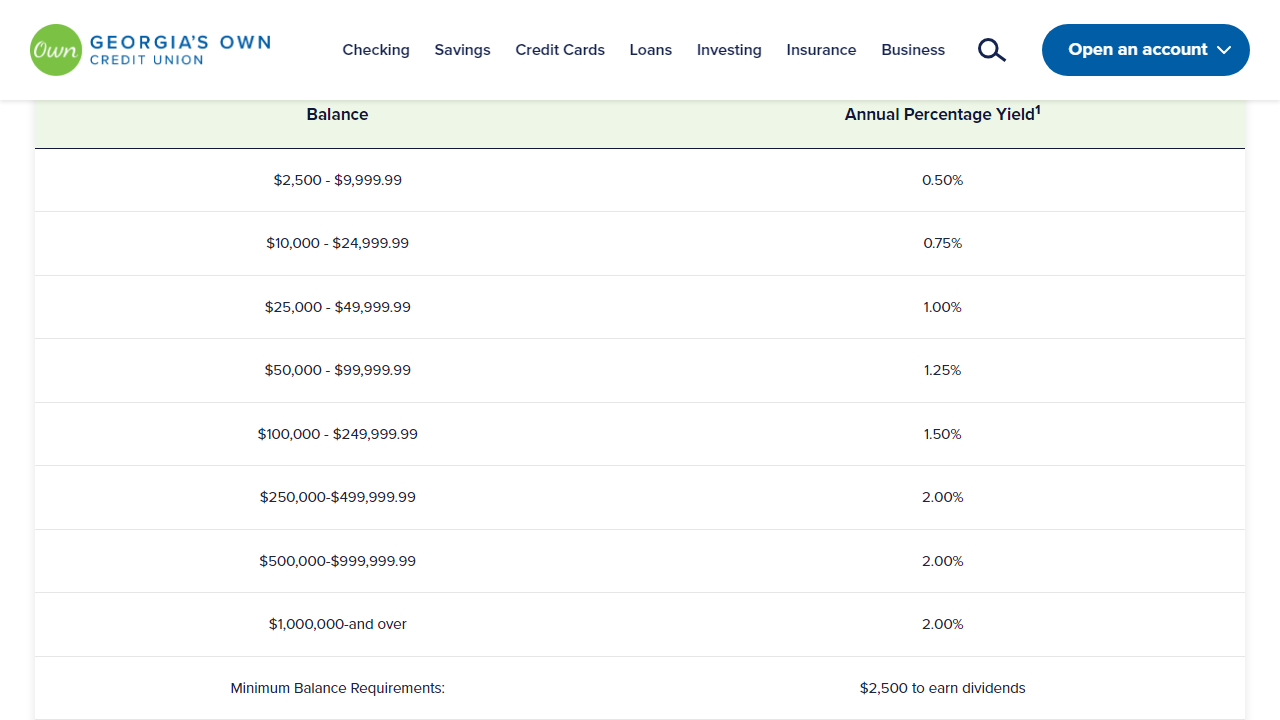 Own GEORGIA'S OWN
CREDIT UNION
Checking Savings Credit Cards Loans Investing Insurance Business Open an account
Balance Annual Percentage Yield1
$2,500 - $9,999.99 0.50%
$10,000 - $24,999.99 0.75%
$25,000 - $49,999.99 1.00%
$50,000 - $99,999.99 1.25%
$100,000 - $249,999.99 1.50%
$250,000-$499,999.99 2.00%
$500,000-$999,999.99 2.00%
$1,000,000-and over 2.00%
Minimum Balance Requirements: $2,500 to earn dividends